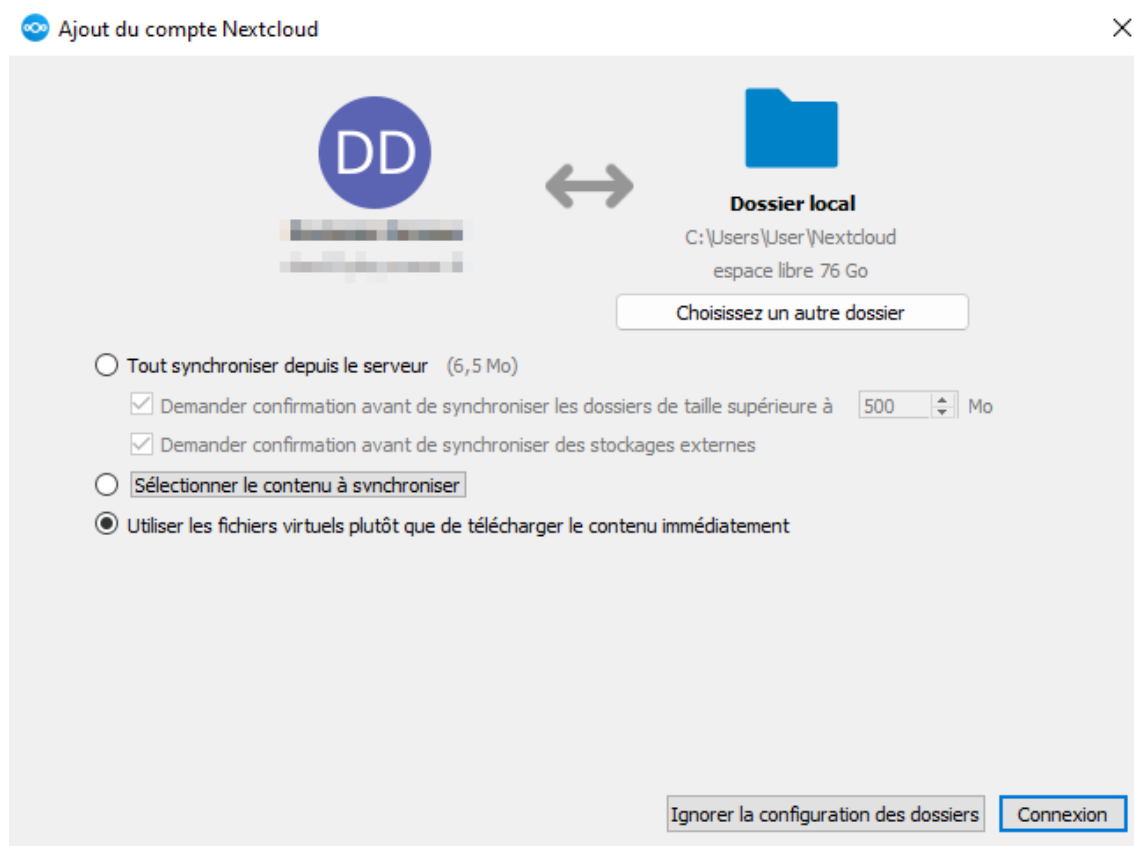 Ajout du compte Nextcloud
DD
Dossier local
C:\Users\User\Nextcloud
espace libre 76 Go
Choisissez un autre dossier
Tout synchroniser depuis le serveur (6,5 Mo)
Demander confirmation avant de synchroniser les dossiers de taille supérieure à 500 Mo
Demander confirmation avant de synchroniser des stockages externes
Sélectionner le contenu à synchroniser
Utiliser les fichiers virtuels plutôt que de télécharger le contenu immédiatement
Ignorer la configuration des dossiers Connexion